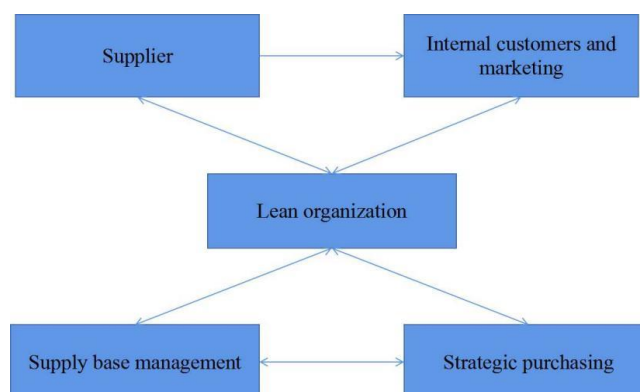 Supplier
Internal customers and
marketing
Lean organization
Supply base management
Strategic purchasing